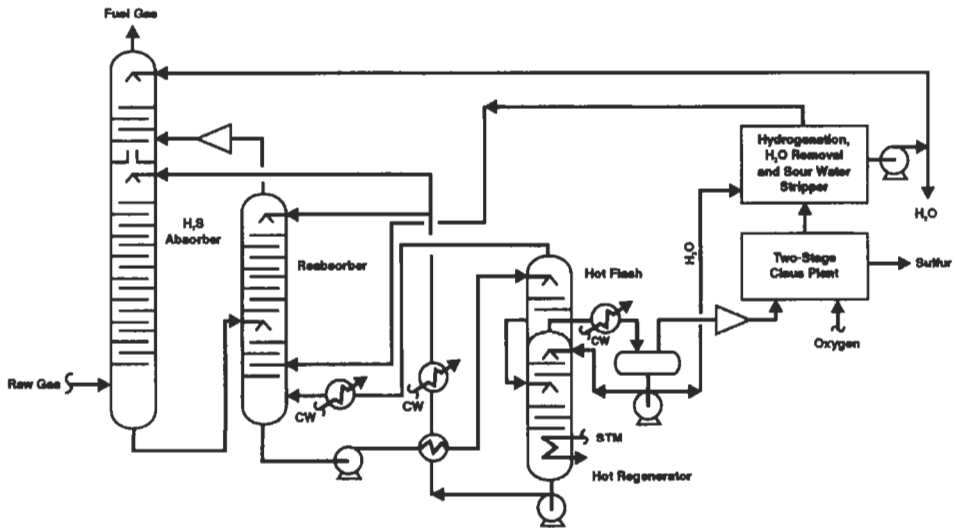 Fuel Gas
Hydrogenation,
H₂O Removal
and Sour Water
Stripper
H₂O
H₂S
Absorber
Reabsorber
Hot Flash
H₂O
Two-Stage
Claus Plant
Sulfur
CW
Oxygen
Raw Gas
CW
CW
STM
Hot Regenerator